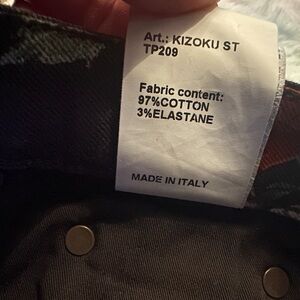 Art.: KIZOKU ST
TP209
Fabric content:
97%COTTON
3%ELASTANE
MADE IN ITALY